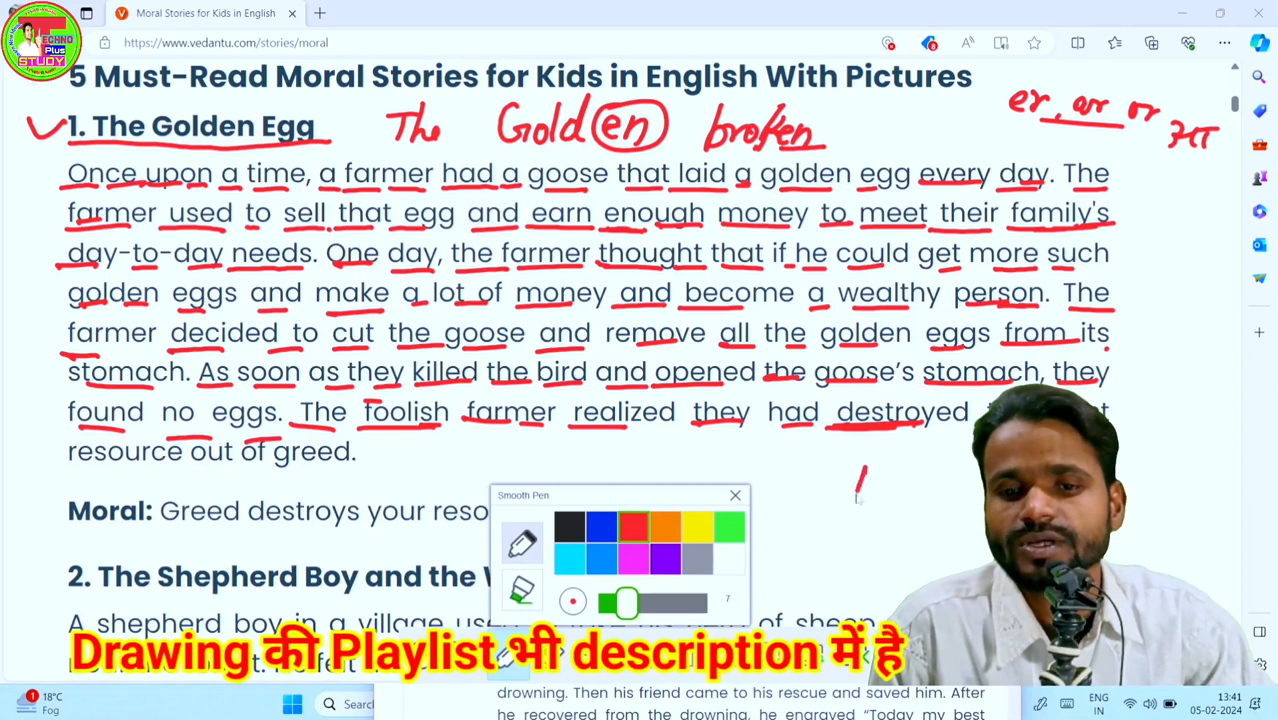 TECHNO
Plus
STUDY
Moral Stories for Kids in English
https://www.vedantu.com/stories/moral
5 Must-Read Moral Stories for Kids in English With Pictures
1. The Golden Egg
The Golden broken
er, ar or
Once upon a time, a farmer had a goose that laid a golden egg every day. The
farmer used to sell that egg and earn enough money to meet their family's
day-to-day needs. One day, the farmer thought that if he could get more such
golden eggs and make a lot of money and become a wealthy person. The
farmer decided to cut the goose and remove all the golden eggs from its
stomach. As soon as they killed the bird and opened the goose's stomach, they
found no eggs. The foolish farmer realized they had destroyed
resource out of greed.
Moral: Greed destroys your
Smooth Pen
7
2. The Shepherd Boy and the
A shepherd boy in a village of sheep
Drawing की Playlist भी description में है
drowning. Then his friend came to his rescue and saved him. After
he recovered from the drowning, he engraved "Today my best
1
18°C
Fog
Search
ENG
IN
13:41
05-02-2024
8